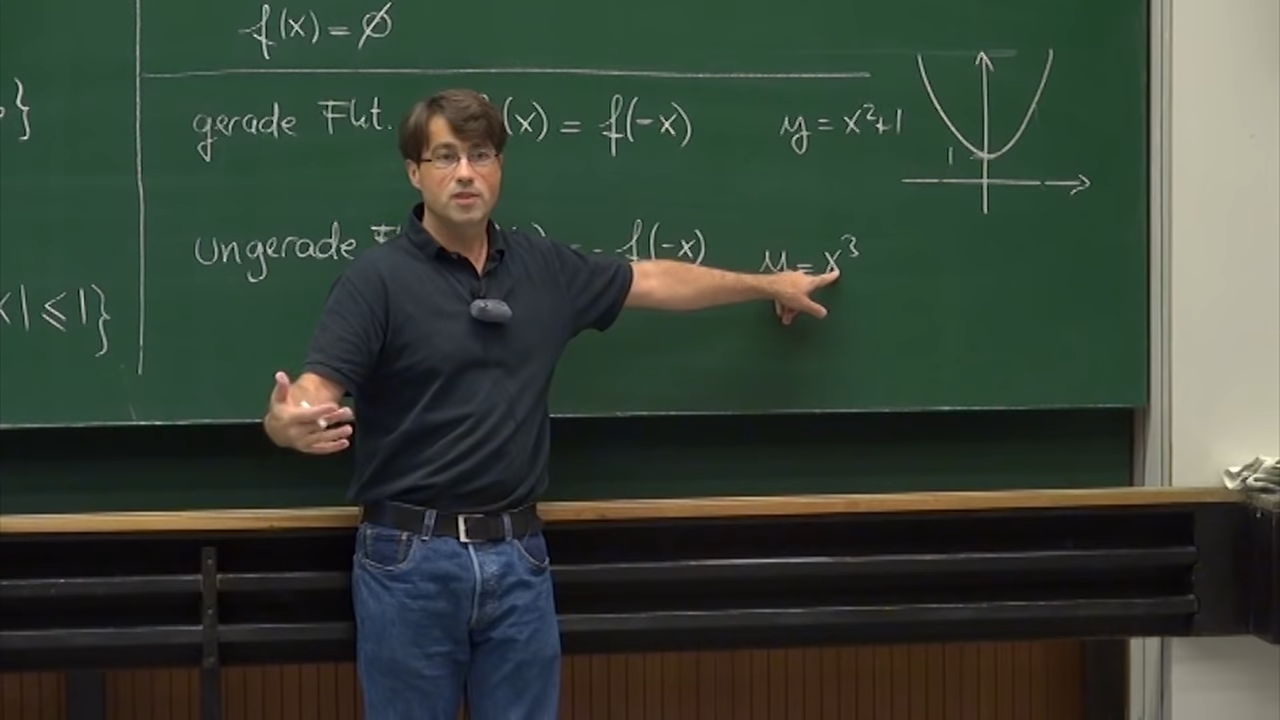 f(x) = ∅
}
gerade Fkt. (x) = f(-x) y = x²+1
1
ungerade = - f(-x) y = x³
x| ≤ 1}